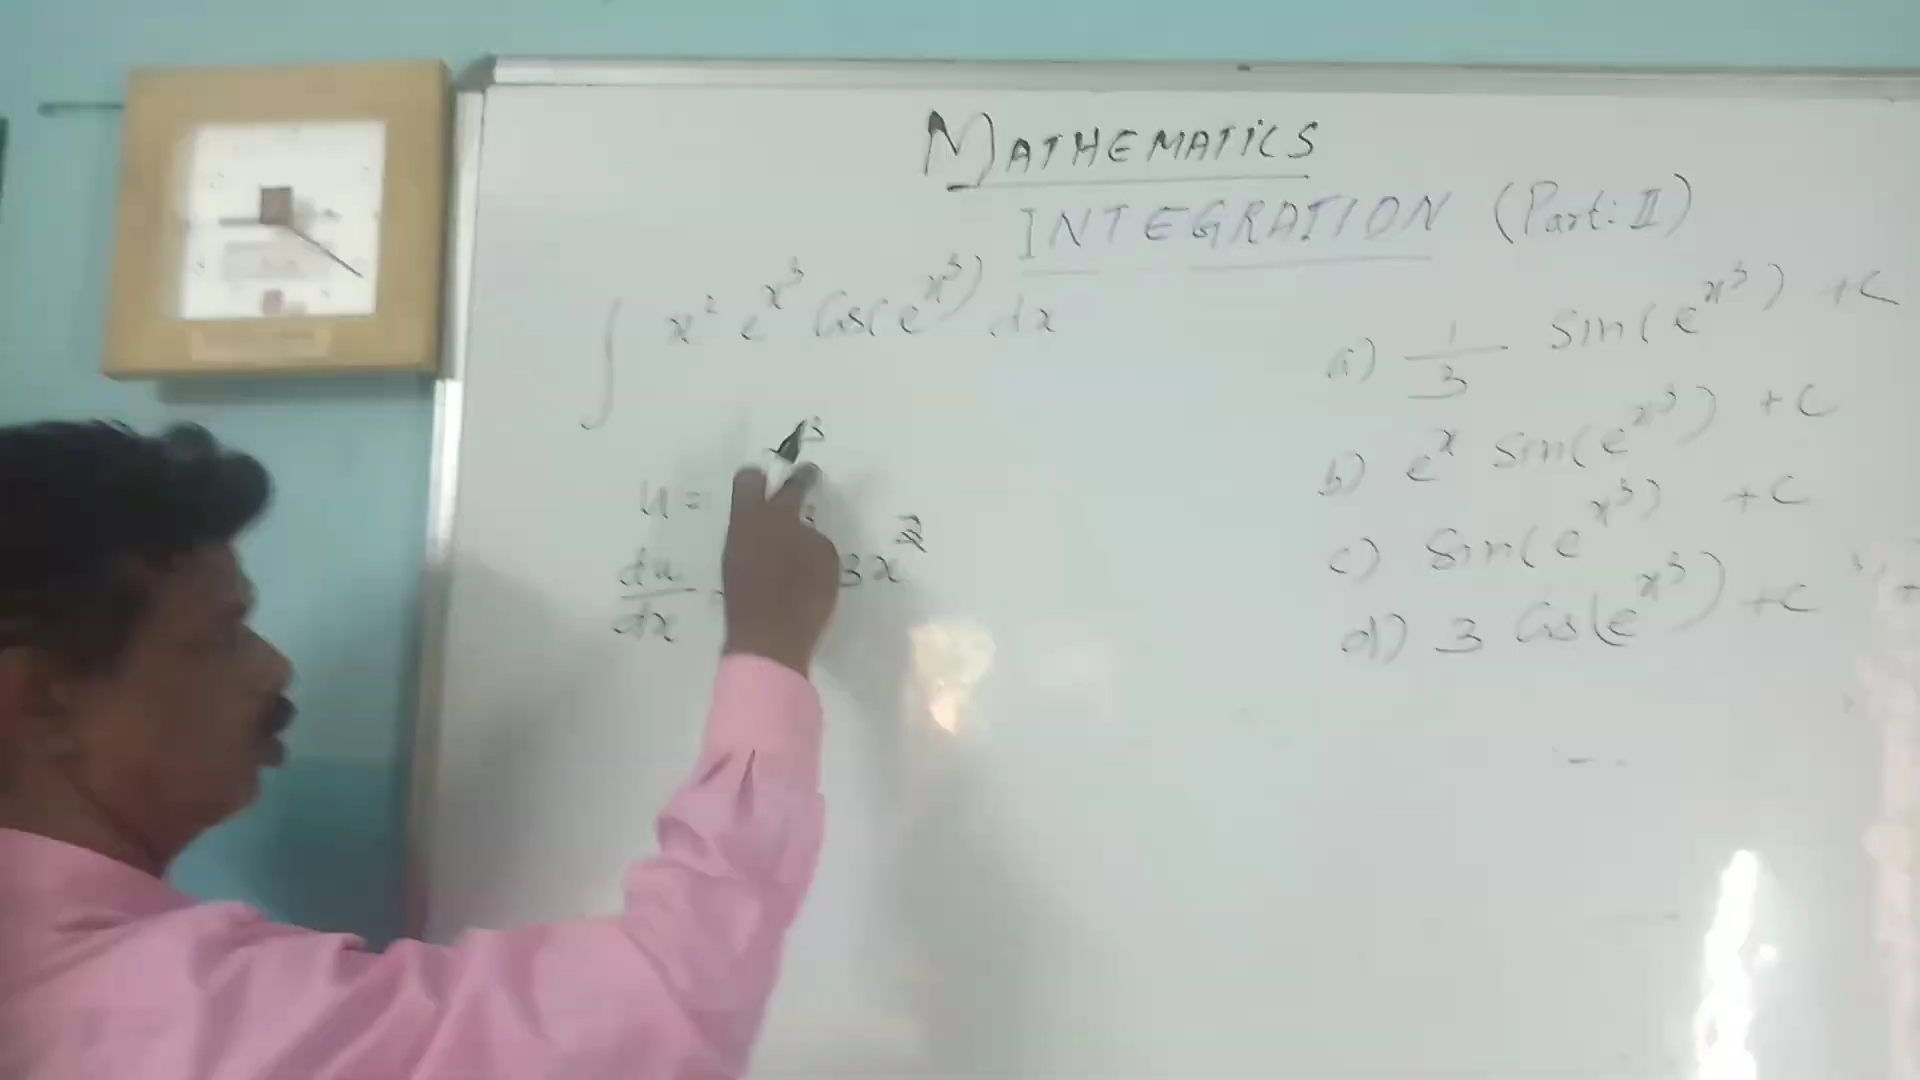 MATHEMATICS
INTEGRATION (Part: II)
∫ x² e^x³ Cos(e^x³) dx
a) 1/3 Sin(e^x³) + C
b) e^x Sin(e^x³) + C
c) Sin(e^x³) + C
d) 3 Cos(e^x³) + C
u =
du/dx 3x²